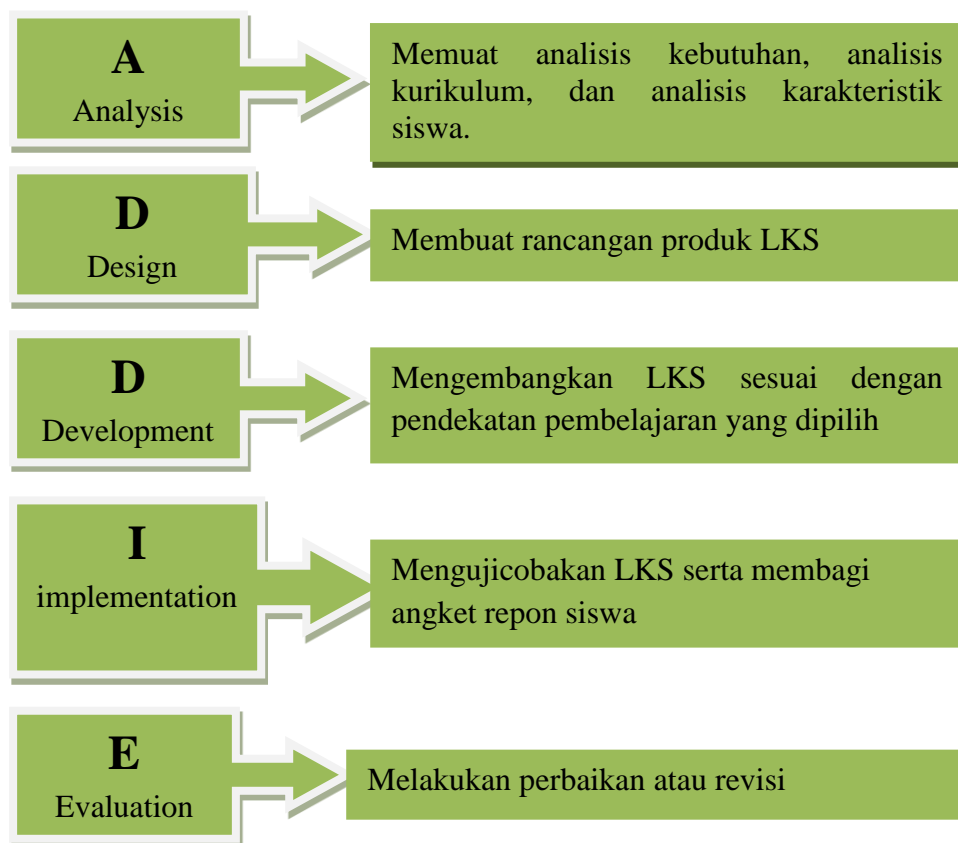 A
Analysis
Memuat analisis kebutuhan, analisis
kurikulum, dan analisis karakteristik
siswa.
D
Design
Membuat rancangan produk LKS
D
Development
Mengembangkan LKS sesuai dengan
pendekatan pembelajaran yang dipilih
I
implementation
Mengujicobakan LKS serta membagi
angket repon siswa
E
Evaluation
Melakukan perbaikan atau revisi